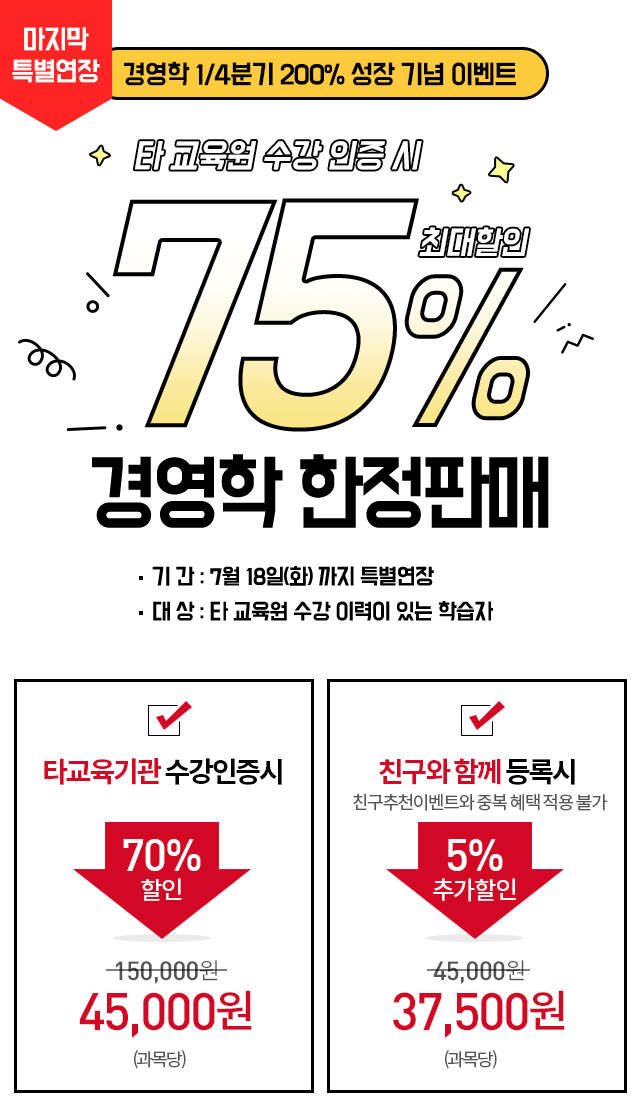 마지막
특별연장
경영학 1/4분기 200% 성장 기념 이벤트
타 교육원 수강 인증 시
75%
최대할인
경영학 한정판매
· 기 간 : 7월 18일(화) 까지 특별연장
· 대 상 : 타 교육원 수강 이력이 있는 학습자
타교육기관 수강인증시
70%
할인
150,000원
45,000원
(과목당)
친구와 함께 등록시
친구추천이벤트와 중복 혜택 적용 불가
5%
추가할인
45,000원
37,500원
(과목당)